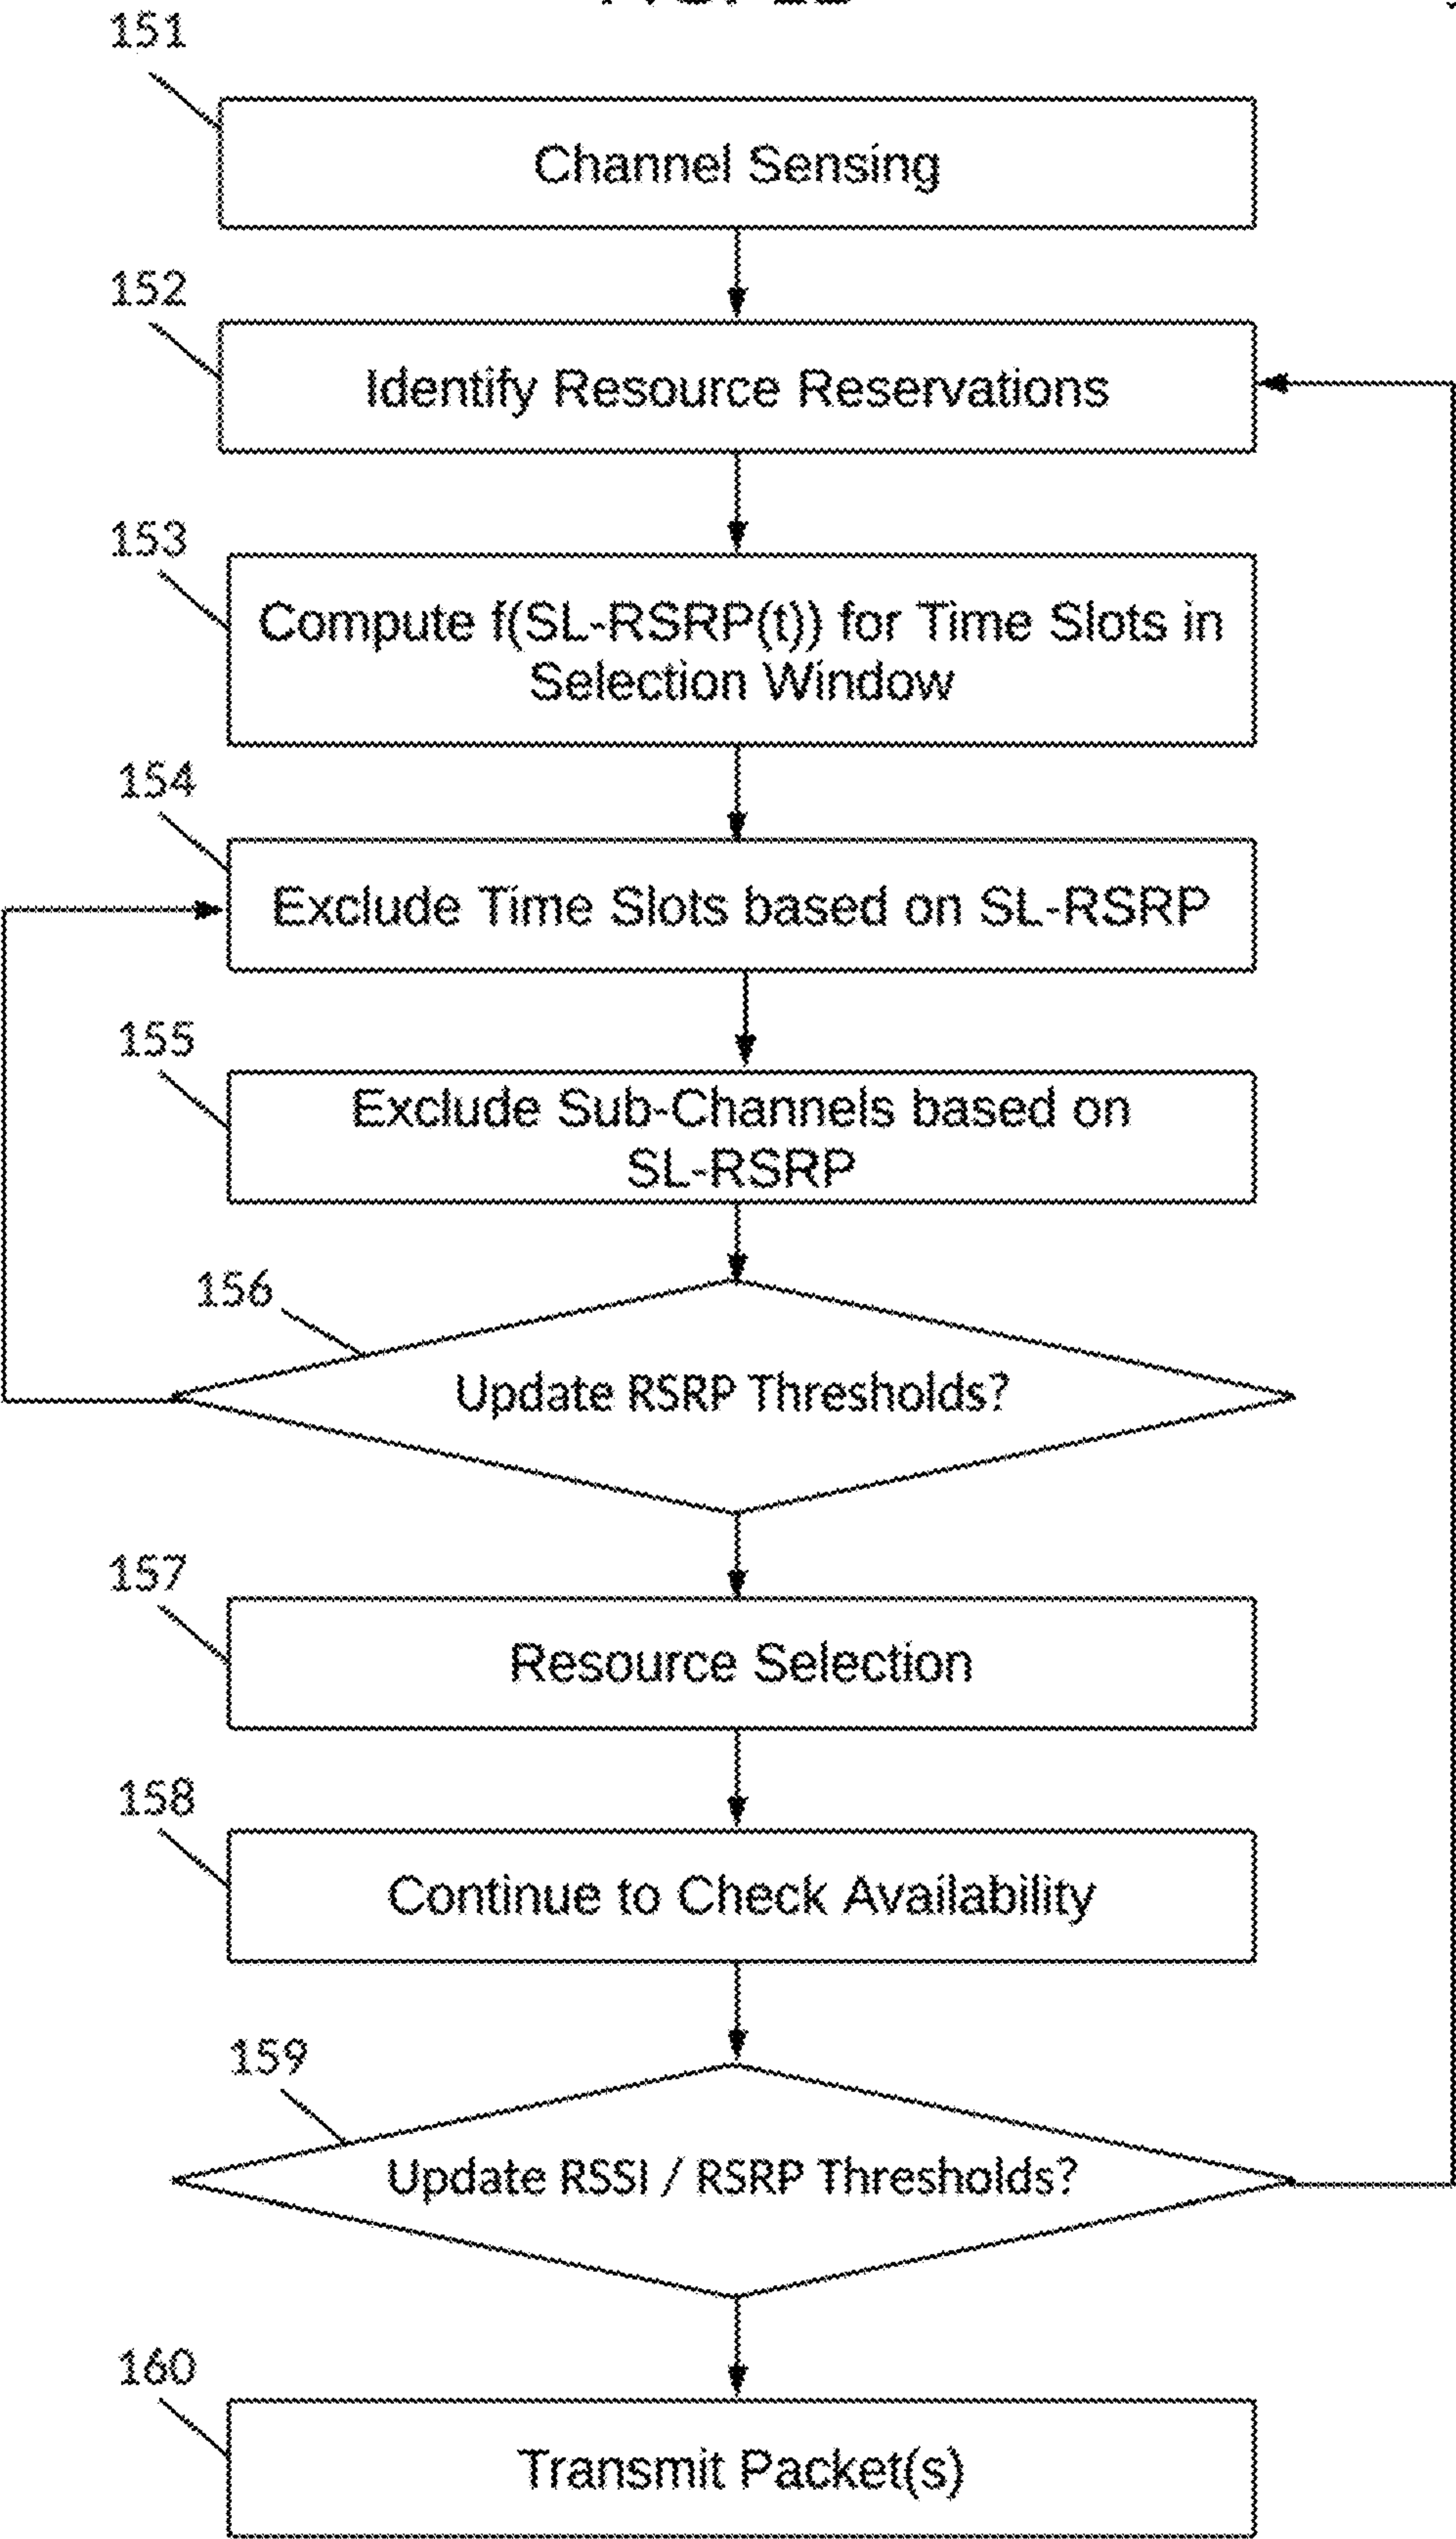 151
Channel Sensing
152
Identify Resource Reservations
153
Compute f(SL-RSRP(t)) for Time Slots in
Selection Window
154
Exclude Time Slots based on SL-RSRP
155
Exclude Sub-Channels based on
SL-RSRP
156
Update RSRP Thresholds?
157
Resource Selection
158
Continue to Check Availability
159
Update RSSI / RSRP Thresholds?
160
Transmit Packet(s)